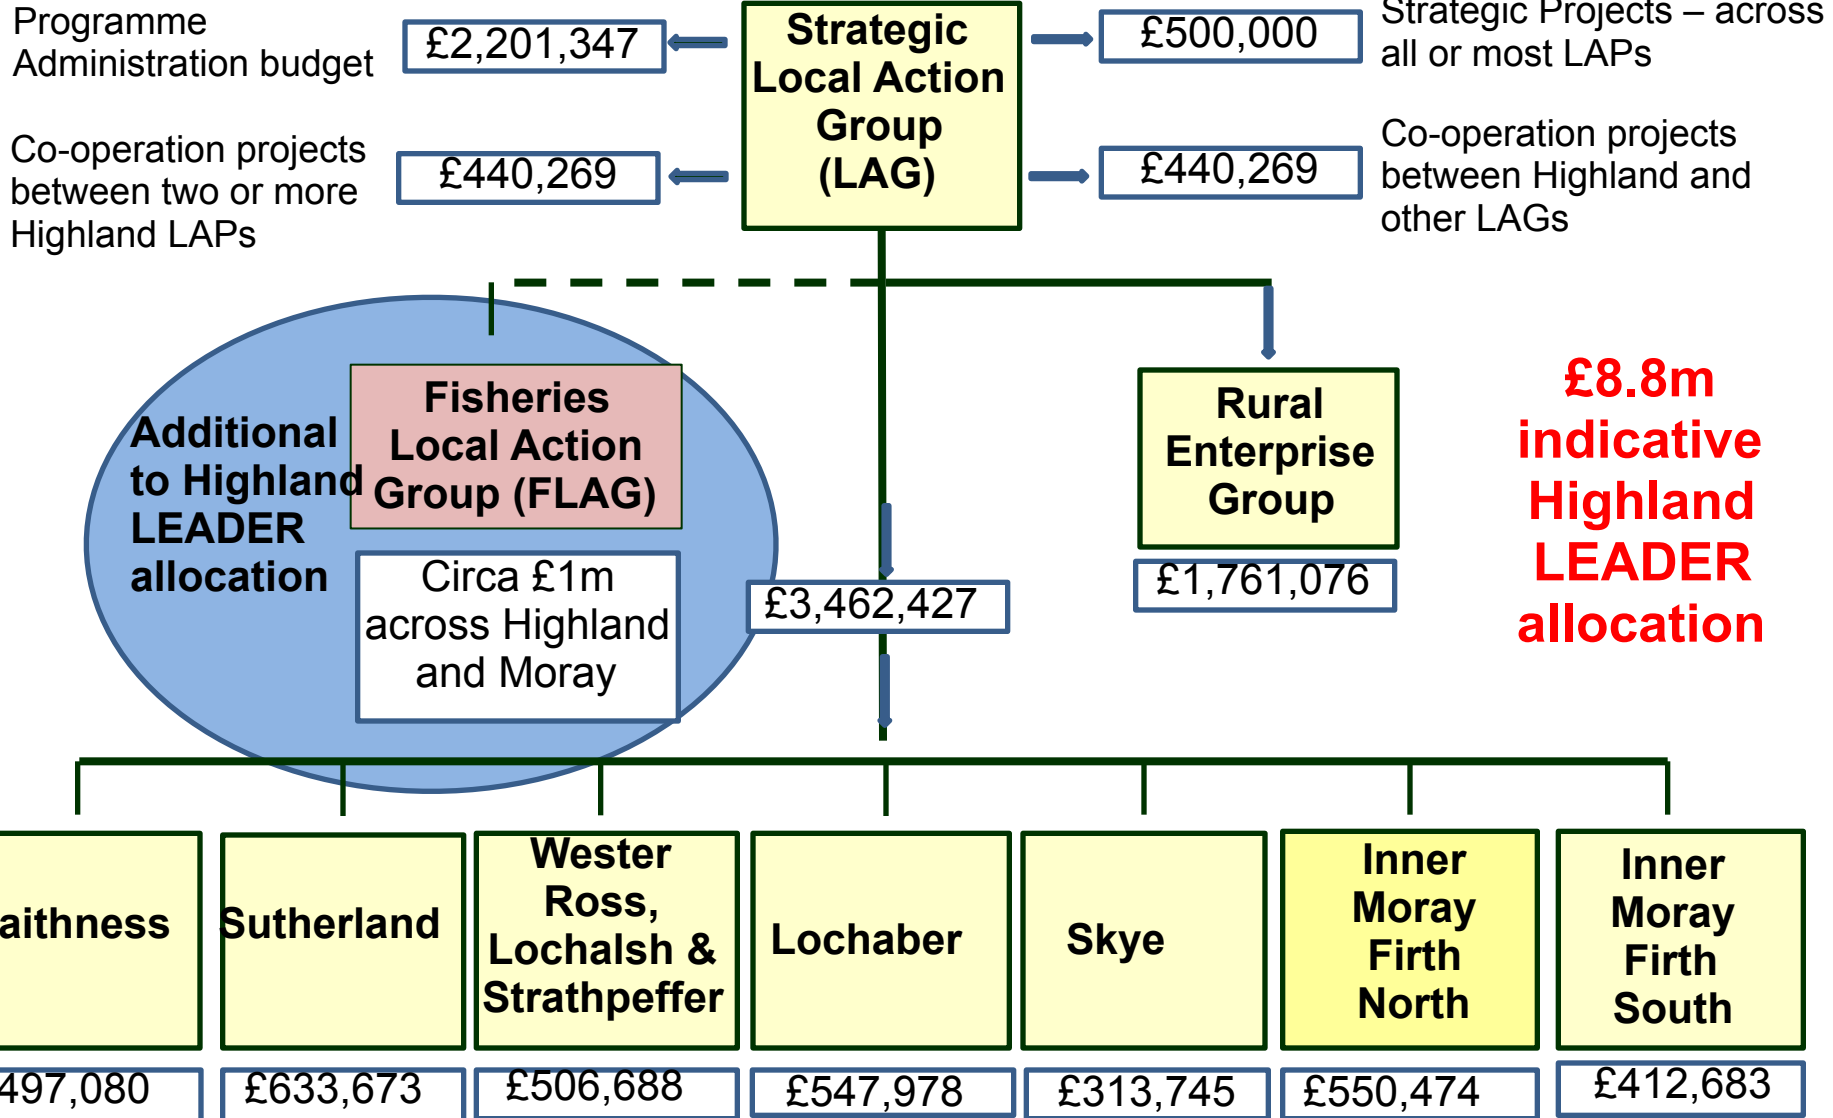 Programme
Administration budget
£2,201,347
Strategic
Local Action
Group
(LAG)
£500,000
Strategic Projects – across
all or most LAPs
Co-operation projects
between two or more
Highland LAPs
£440,269
£440,269
Co-operation projects
between Highland and
other LAGs
Additional
to Highland
LEADER
allocation
Fisheries
Local Action
Group (FLAG)
Circa £1m
across Highland
and Moray
£3,462,427
Rural
Enterprise
Group
£1,761,076
£8.8m
indicative
Highland
LEADER
allocation
aithness
Sutherland
Wester
Ross,
Lochalsh &
Strathpeffer
Lochaber
Skye
Inner
Moray
Firth
North
Inner
Moray
Firth
South
497,080
£633,673
£506,688
£547,978
£313,745
£550,474
£412,683